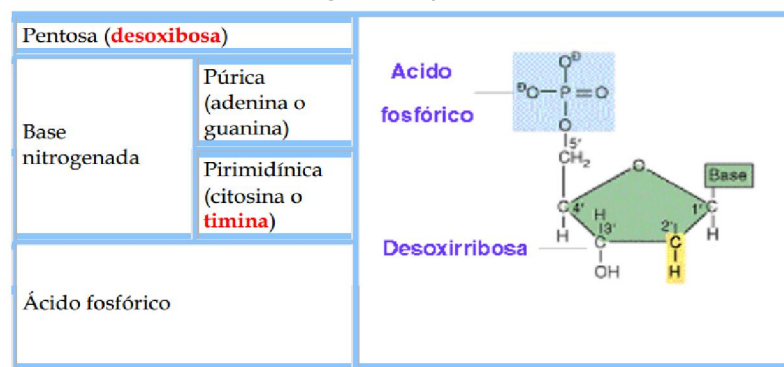 Pentosa (desoxibosa)
Base
nitrogenada
Púrica
(adenina o
guanina)
Pirimidínica
(citosina o
timina)
Ácido fosfórico
Acido
fosfórico
Desoxirribosa
O
O—P=O
O
5'
CH₂
O
Base
C 4'
1' C
H
H
3'
2'
H
C
C
H
OH
H